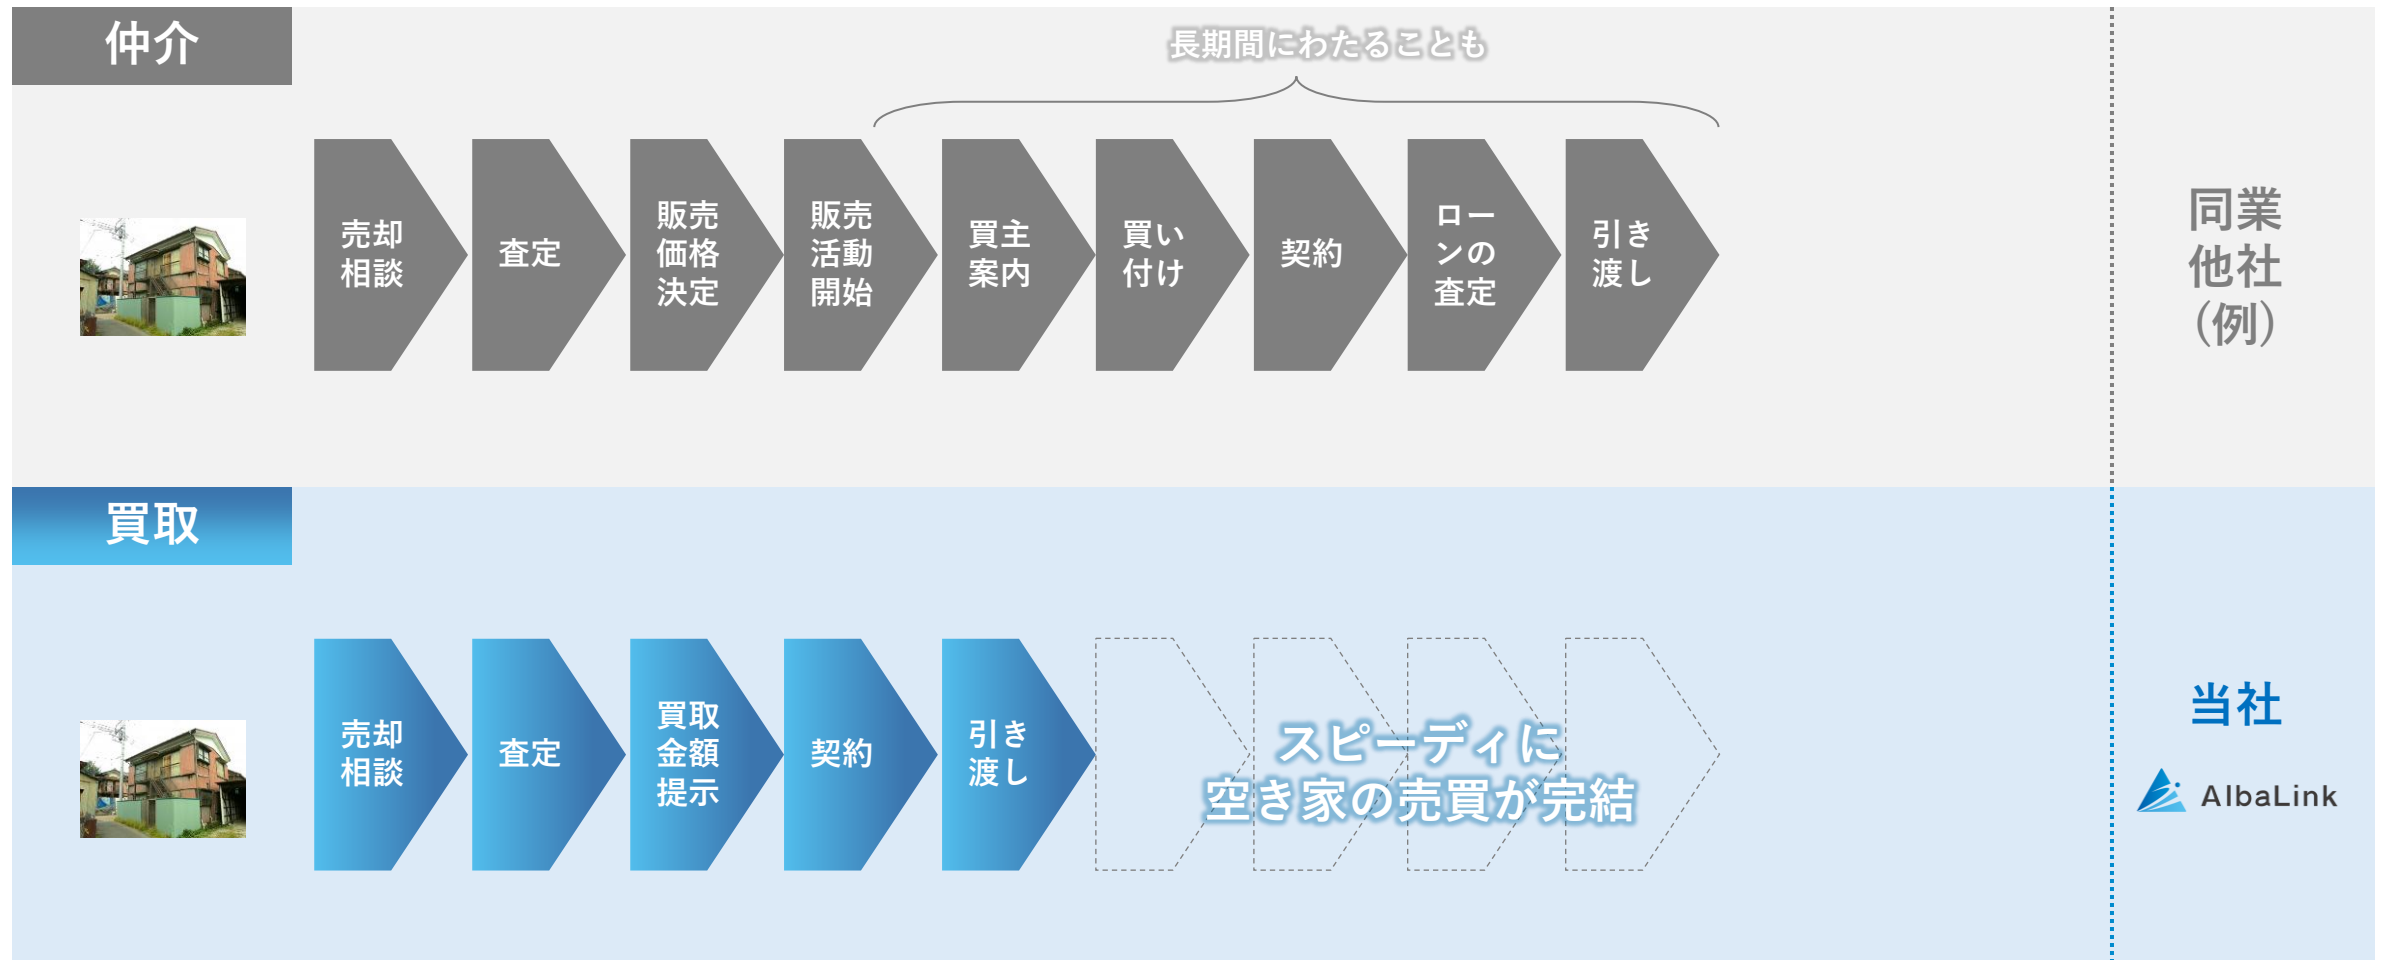 仲介
長期間にわたることも
売却
相談
査定
販売
価格
決定
販売
活動
開始
買主
案内
買い
付け
契約
ロー
ンの
査定
引き
渡し
同業
他社
(例)
買取
売却
相談
査定
買取
金額
提示
契約
引き
渡し
スピーディに
空き家の売買が完結
当社
AlbaLink